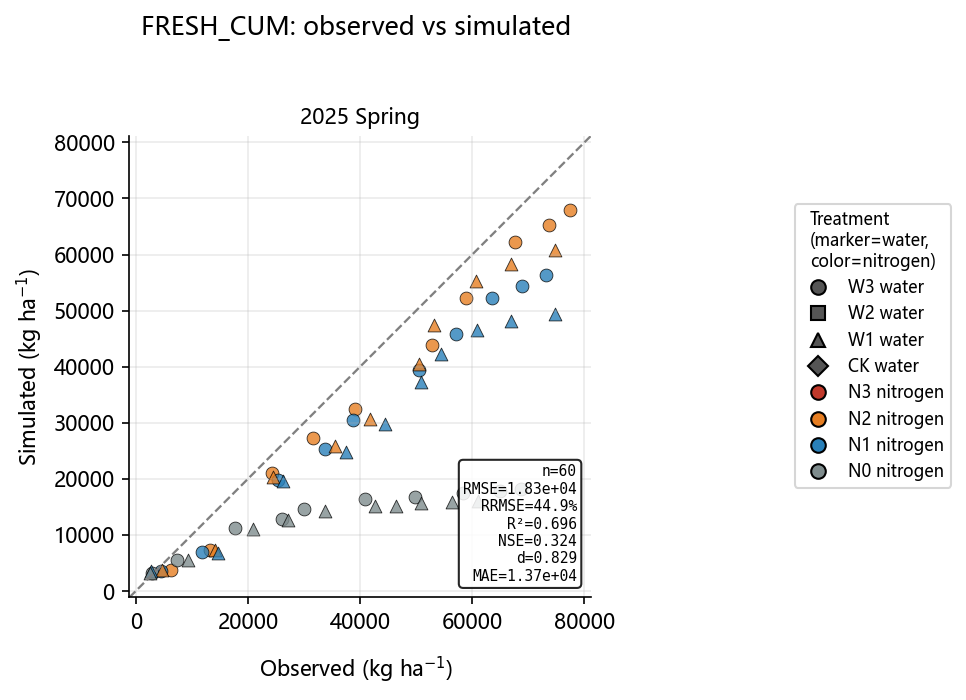 FRESH_CUM: observed vs simulated
2025 Spring
80000
70000
60000
50000
40000
30000
20000
10000
0
Simulated (kg ha⁻¹)
0 20000 40000 60000 80000
Observed (kg ha⁻¹)
n=60
RMSE=1.83e+04
RRMSE=44.9%
R²=0.696
NSE=0.324
d=0.829
MAE=1.37e+04
Treatment
(marker=water,
color=nitrogen)
W3 water
W2 water
W1 water
CK water
N3 nitrogen
N2 nitrogen
N1 nitrogen
N0 nitrogen